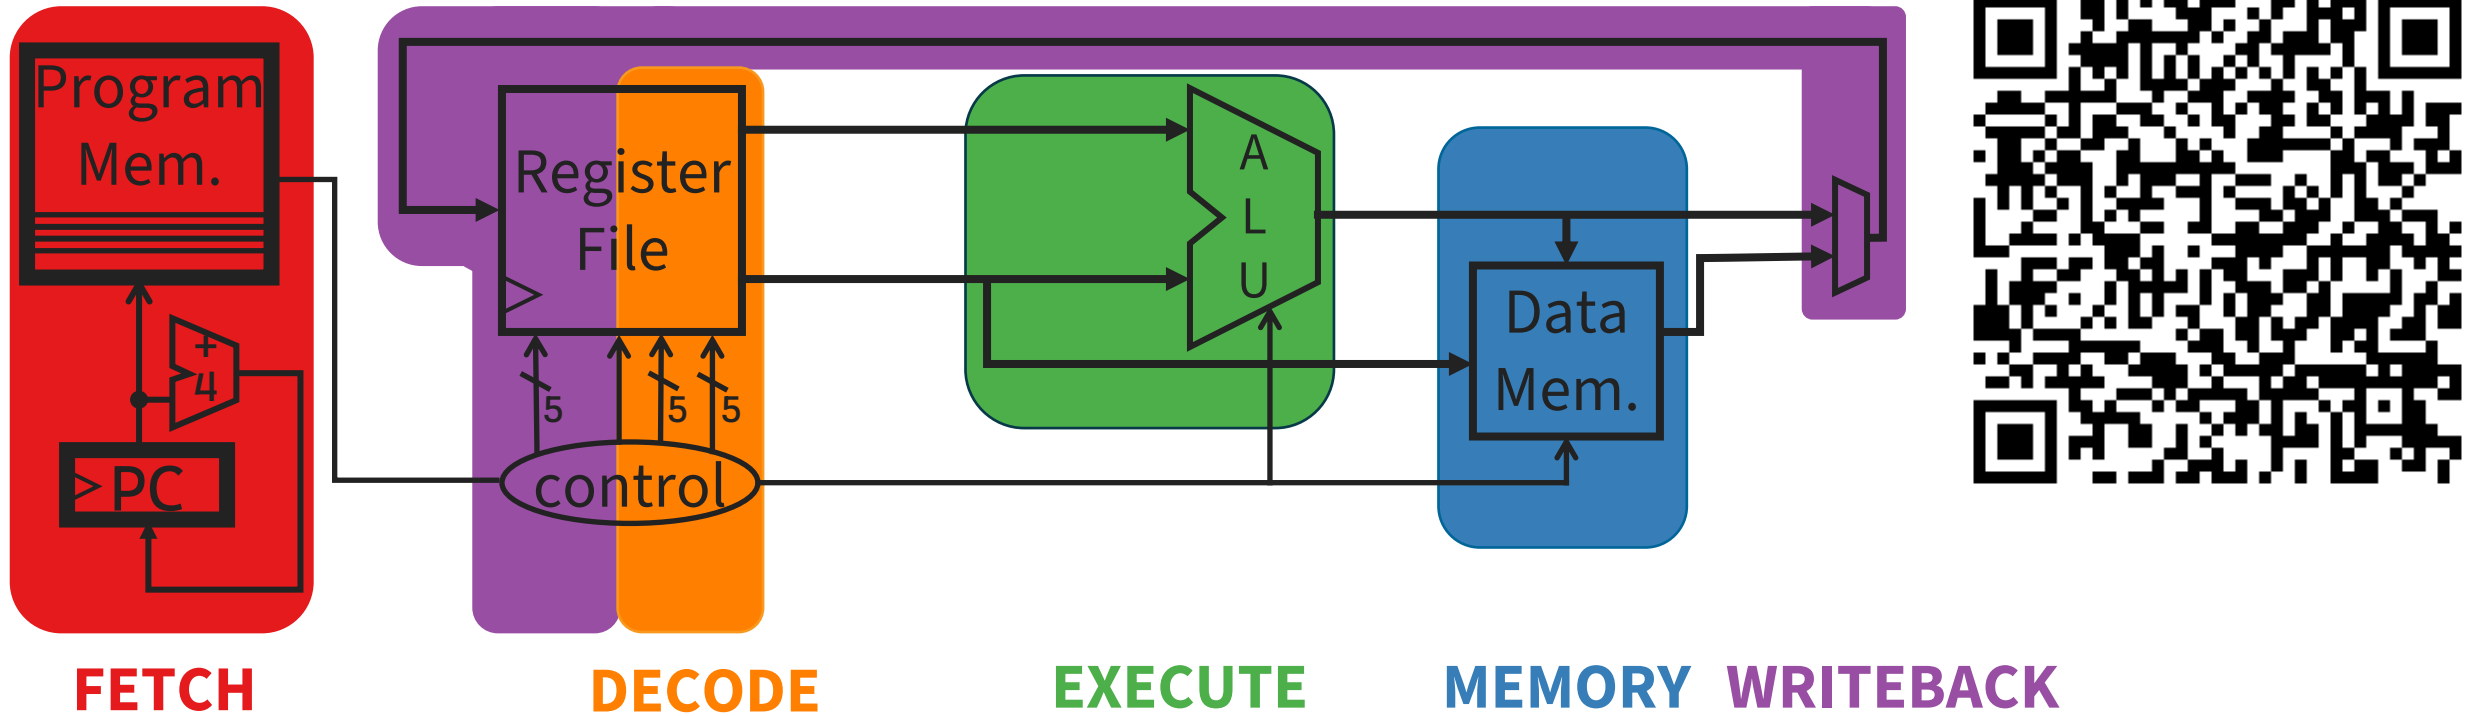 Program
Mem.
+
4
PC
Register
File
5
5
5
control
A
L
U
Data
Mem.
FETCH
DECODE
EXECUTE
MEMORY
WRITEBACK